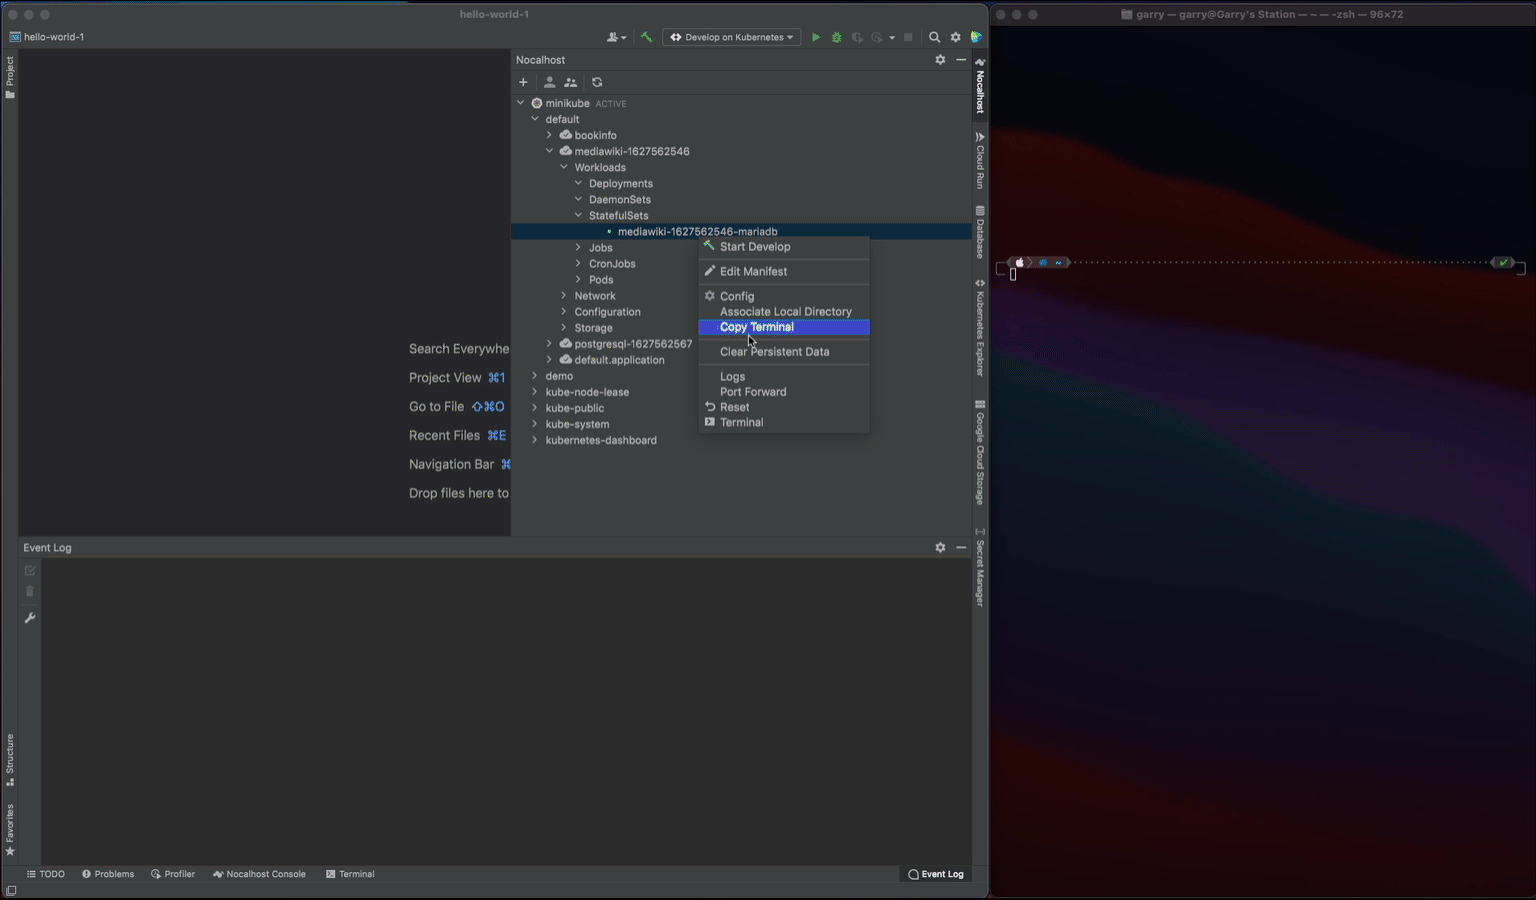 hello-world-1
garry — garry@Garry's Station — ~ — -zsh — 96×72
hello-world-1
Develop on Kubernetes
Project
Nocalhost
minikube ACTIVE
default
bookinfo
mediawiki-1627562546
Workloads
Deployments
DaemonSets
StatefulSets
mediawiki-1627562546-mariadb
Jobs
CronJobs
Pods
Network
Configuration
Storage
postgresql-1627562567
default.application
demo
kube-node-lease
kube-public
kube-system
kubernetes-dashboard
Start Develop
Edit Manifest
Config
Associate Local Directory
Copy Terminal
Clear Persistent Data
Logs
Port Forward
Reset
Terminal
Search Everywhe
Project View ⌘1
Go to File ⇧⌘O
Recent Files ⌘E
Navigation Bar ⌘
Drop files here to
Nocalhost
Cloud Run
Database
Kubernetes Explorer
Google Cloud Storage
Secret Manager
~
Event Log
Structure
Favorites
TODO
Problems
Profiler
Nocalhost Console
Terminal
Event Log